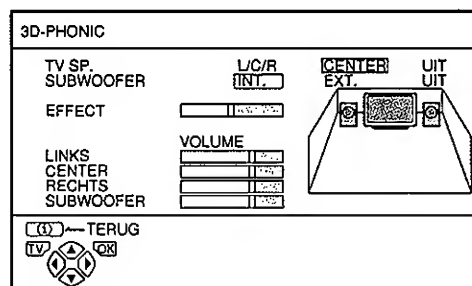 3D-PHONIC
TV SP. L/C/R CENTER UIT
SUBWOOFER INT. EXT. UIT
EFFECT
VOLUME
LINKS
CENTER
RECHTS
SUBWOOFER
TERUG
TV OK